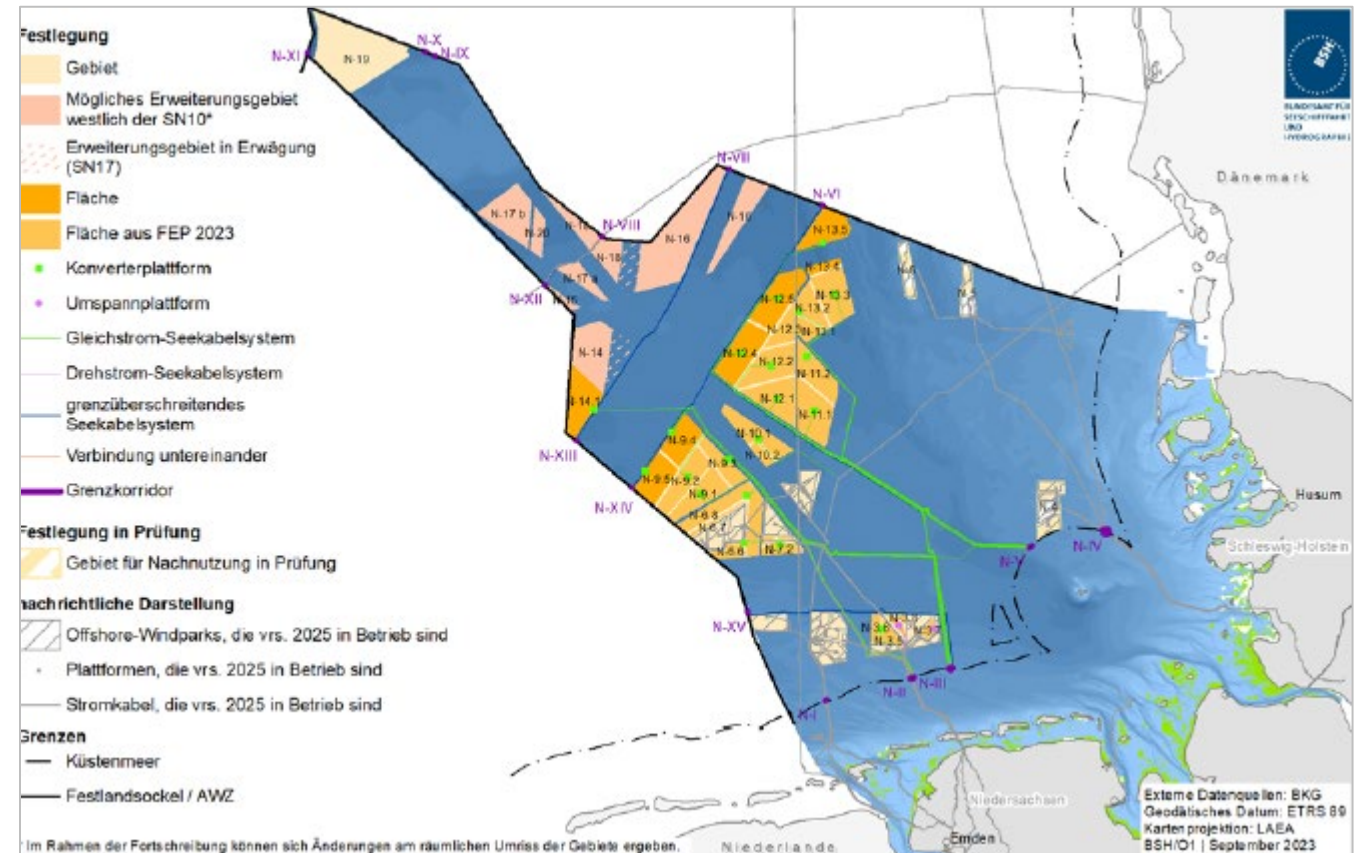 Festlegung
Gebiet
Mögliches Erweiterungsgebiet
westlich der SN10*
Erweiterungsgebiet in Erwägung
(SN17)
Fläche
Fläche aus FEP 2023
Konverterplattform
Umspannplattform
Gleichstrom-Seekabelsystem
Drehstrom-Seekabelsystem
grenzüberschreitendes
Seekabelsystem
Verbindung untereinander
Grenzkorridor
Festlegung in Prüfung
Gebiet für Nachnutzung in Prüfung
nachrichtliche Darstellung
Offshore-Windparks, die vrs. 2025 in Betrieb sind
Plattformen, die vrs. 2025 in Betrieb sind
Stromkabel, die vrs. 2025 in Betrieb sind
Grenzen
Küstenmeer
Festlandsockel / AWZ
* Im Rahmen der Fortschreibung können sich Änderungen am räumlichen Umriss der Gebiete ergeben.
N-XI
N-19
N-X
N-IX
N-VII
N-VI
N-17 b
N-20
N-VIII
N-18
N-16
N-13.5
N-17 a
N-XII
N-13.4
N-13.3
N-12.5
N-13.2
N-13.1
N-14
N-12.4
N-12.2
N-11.2
N-14.1
N-12.1
N-11.1
N-XIII
N-9.4
N-10.1
N-10.2
N-9.3
N-9.5
N-9.2
N-9.1
N-XIV
N-6.8
N-6.7
N-6.6
N-7.2
N-4
N-V
N-IV
N-XV
N-3.6
N-3.5
N-III
N-II
N-I
Dänemark
Husum
Schleswig-Holstein
Niedersachsen
Emden
Niederlande
BSH
BUNDESAMT FÜR
SEESCHIFFFAHRT
UND
HYDROGRAPHIE
Externe Datenquellen: BKG
Geodätisches Datum: ETRS 89
Kartenprojektion: LAEA
BSH/O1 | September 2023